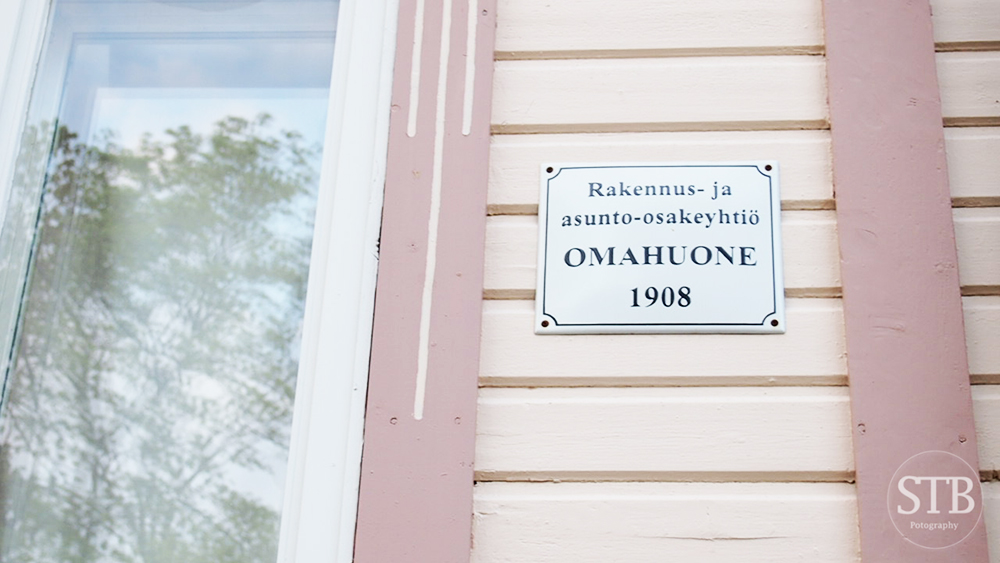 Rakennus- ja
asunto-osakeyhtiö
OMAHUONE
1908
STB
Potography